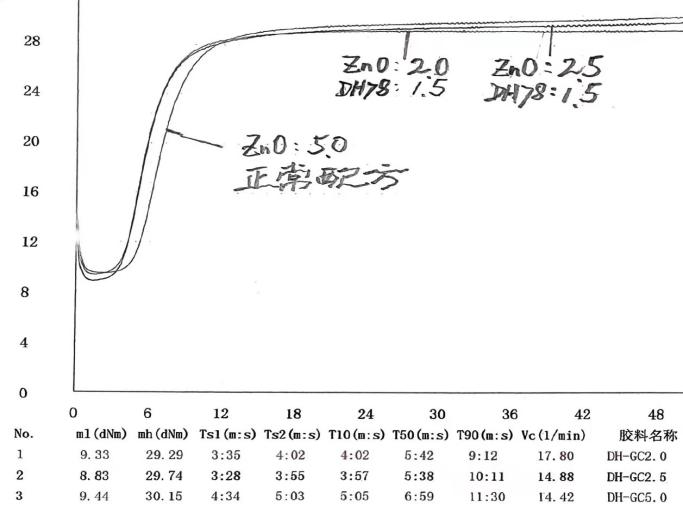 28
24
20
16
12
8
4
0
ZnO: 2.0
DH78: 1.5
ZnO: 2.5
DH78: 1.5
ZnO: 5.0
正常配方
0 6 12 18 24 30 36 42 48
No. ml(dNm) mh(dNm) Ts1(m:s) Ts2(m:s) T10(m:s) T50(m:s) T90(m:s) Vc(1/min) 胶料名称
1 9.33 29.29 3:35 4:02 4:02 5:42 9:12 17.80 DH-GC2.0
2 8.83 29.74 3:28 3:55 3:57 5:38 10:11 14.88 DH-GC2.5
3 9.44 30.15 4:34 5:03 5:05 6:59 11:30 14.42 DH-GC5.0